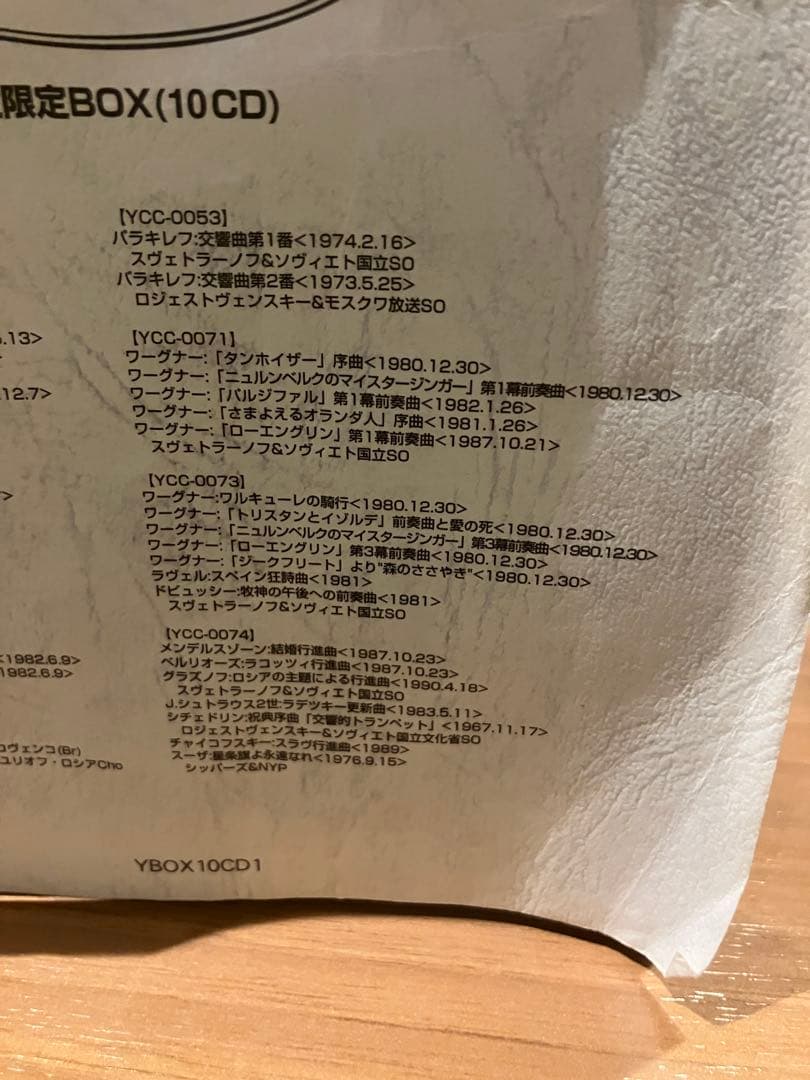 限定BOX(10CD)
【YCC-0053】
バラキレフ:交響曲第1番<1974.2.16>
スヴェトラーノフ&ソヴィエト国立SO
バラキレフ:交響曲第2番<1973.5.25>
ロジェストヴェンスキー&モスクワ放送SO
.13>
【YCC-0071】
ワーグナー:「タンホイザー」序曲<1980.12.30>
ワーグナー:「ニュルンベルクのマイスタージンガー」第1幕前奏曲<1980.12.30>
.12.7>
ワーグナー:「パルジファル」第1幕前奏曲<1982.1.26>
ワーグナー:「さまよえるオランダ人」序曲<1981.1.26>
ワーグナー:「ローエングリン」第1幕前奏曲<1987.10.21>
スヴェトラーノフ&ソヴィエト国立SO
【YCC-0073】
ワーグナー:ワルキューレの騎行<1980.12.30>
ワーグナー:「トリスタンとイゾルデ」前奏曲と愛の死<1980.12.30>
ワーグナー:「ニュルンベルクのマイスタージンガー」第3幕前奏曲<1980.12.30>
ワーグナー:「ローエングリン」第3幕前奏曲<1980.12.30>
ワーグナー:「ジークフリート」より"森のささやき"<1980.12.30>
ラヴェル:スペイン狂詩曲<1981>
ドビュッシー:牧神の午後への前奏曲<1981>
スヴェトラーノフ&ソヴィエト国立SO
【YCC-0074】
メンデルスゾーン:結婚行進曲<1987.10.23>
ベルリオーズ:ラコッツィ行進曲<1987.10.23>
<1982.6.9>
1982.6.9>
グラズノフ:ロシアの主題による行進曲<1990.4.18>
スヴェトラーノフ&ソヴィエト国立SO
J.シュトラウス2世:ラデツキー更新曲<1983.5.11>
シチェドリン:祝典序曲「交響的トランペット」<1967.11.17>
ロジェストヴェンスキー&ソヴィエト国立文化省SO
チャイコフスキー:スラヴ行進曲<1989>
スーザ:星条旗よ永遠なれ<1976.9.15>
シッパーズ&NYP
コヴェンコ(Br)
ユリオフ・ロシアCho
YBOX10CD1